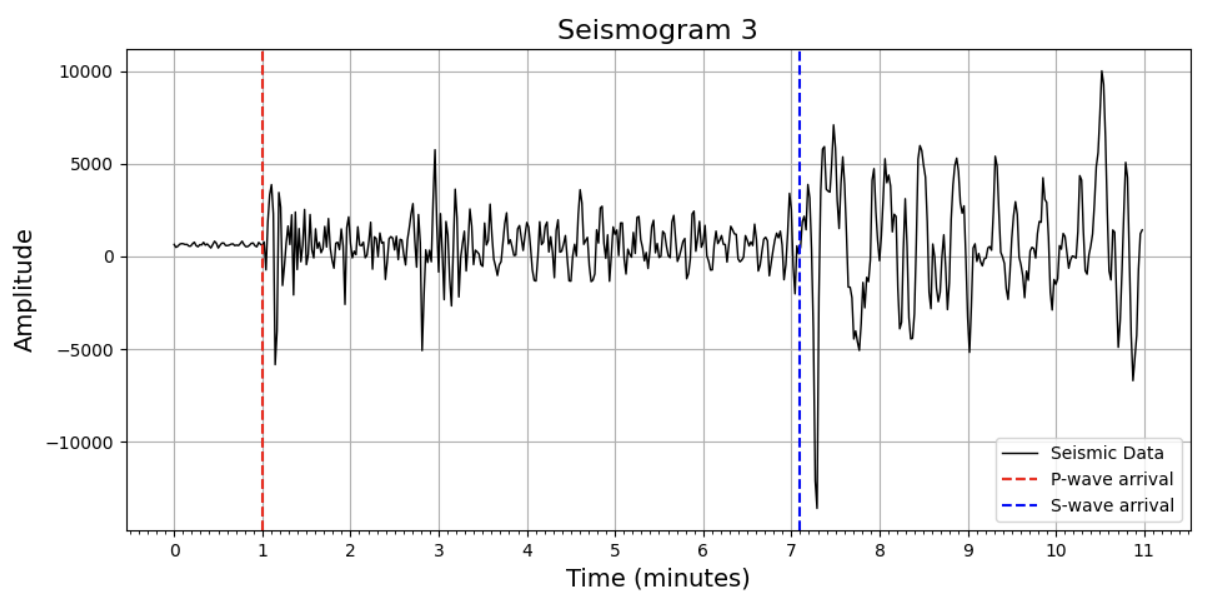 Seismogram 3
Amplitude
10000
5000
0
−5000
−10000
0 1 2 3 4 5 6 7 8 9 10 11
Time (minutes)
Seismic Data
P-wave arrival
S-wave arrival